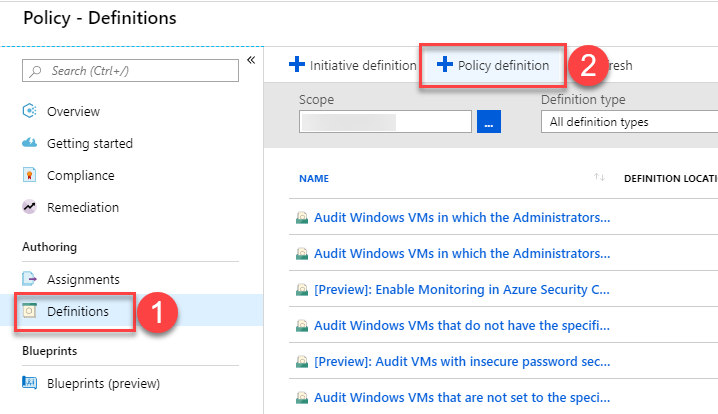 Policy - Definitions
«
Search (Ctrl+/)
Overview
Getting started
Compliance
Remediation
Authoring
Assignments
Definitions
1
Blueprints
Blueprints (preview)
+ Initiative definition
+ Policy definition
2
Scope
...
Definition type
All definition types
NAME ↑↓ DEFINITION LOCATI
Audit Windows VMs in which the Administrators...
Audit Windows VMs in which the Administrators...
[Preview]: Enable Monitoring in Azure Security C...
Audit Windows VMs that do not have the specifi...
[Preview]: Audit VMs with insecure password sec...
Audit Windows VMs that are not set to the speci...